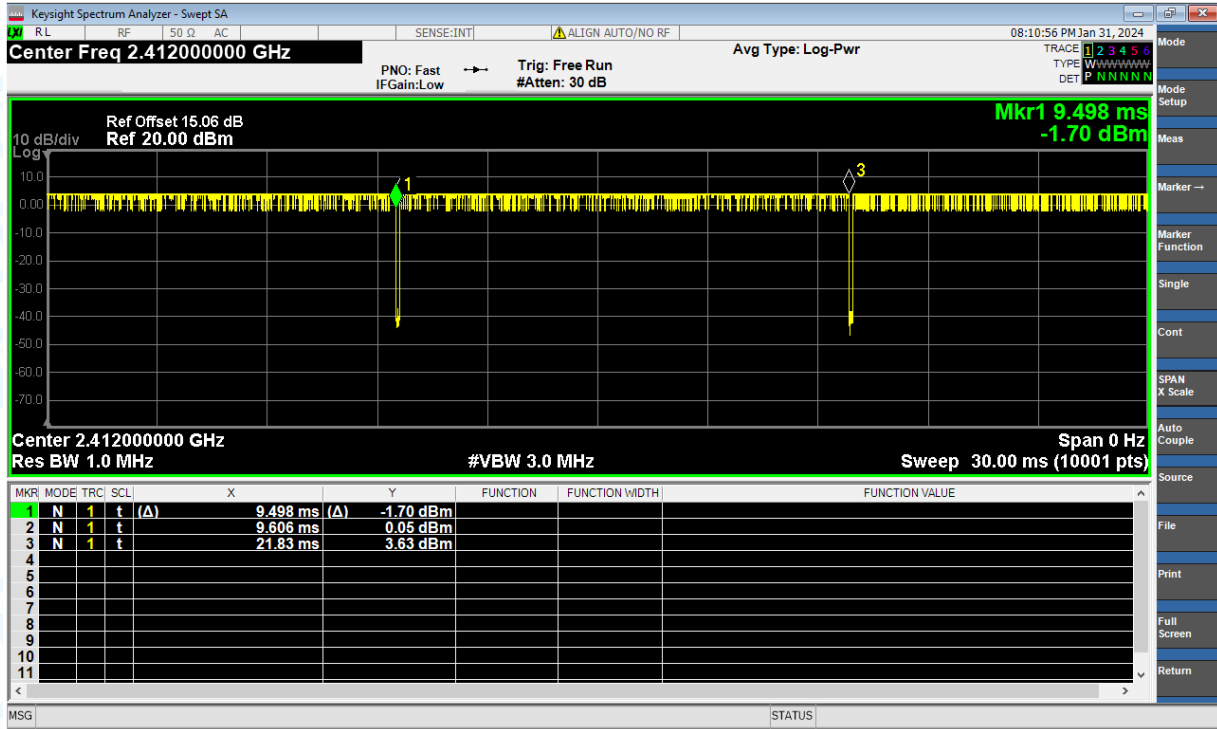 Keysight Spectrum Analyzer - Swept SA
LXI RL RF 50 Ω AC SENSE:INT ALIGN AUTO/NO RF 08:10:56 PM Jan 31, 2024
Center Freq 2.412000000 GHz Avg Type: Log-Pwr TRACE 1 2 3 4 5 6
PNO: Fast Trig: Free Run TYPE WWWWWW
IFGain:Low #Atten: 30 dB DET P N N N N N
Mkr1 9.498 ms
Ref Offset 15.06 dB
10 dB/div Ref 20.00 dBm -1.70 dBm
Log
10.0
0.00
-10.0
-20.0
-30.0
-40.0
-50.0
-60.0
-70.0
1
3
Center 2.412000000 GHz Span 0 Hz
Res BW 1.0 MHz #VBW 3.0 MHz Sweep 30.00 ms (10001 pts)
MKR MODE TRC SCL X Y FUNCTION FUNCTION WIDTH FUNCTION VALUE
1 N 1 t (Δ) 9.498 ms (Δ) -1.70 dBm
2 N 1 t 9.606 ms 0.05 dBm
3 N 1 t 21.83 ms 3.63 dBm
4
5
6
7
8
9
10
11
MSG STATUS
Mode
Mode
Setup
Meas
Marker→
Marker
Function
Single
Cont
SPAN
X Scale
Auto
Couple
Source
File
Print
Full
Screen
Return